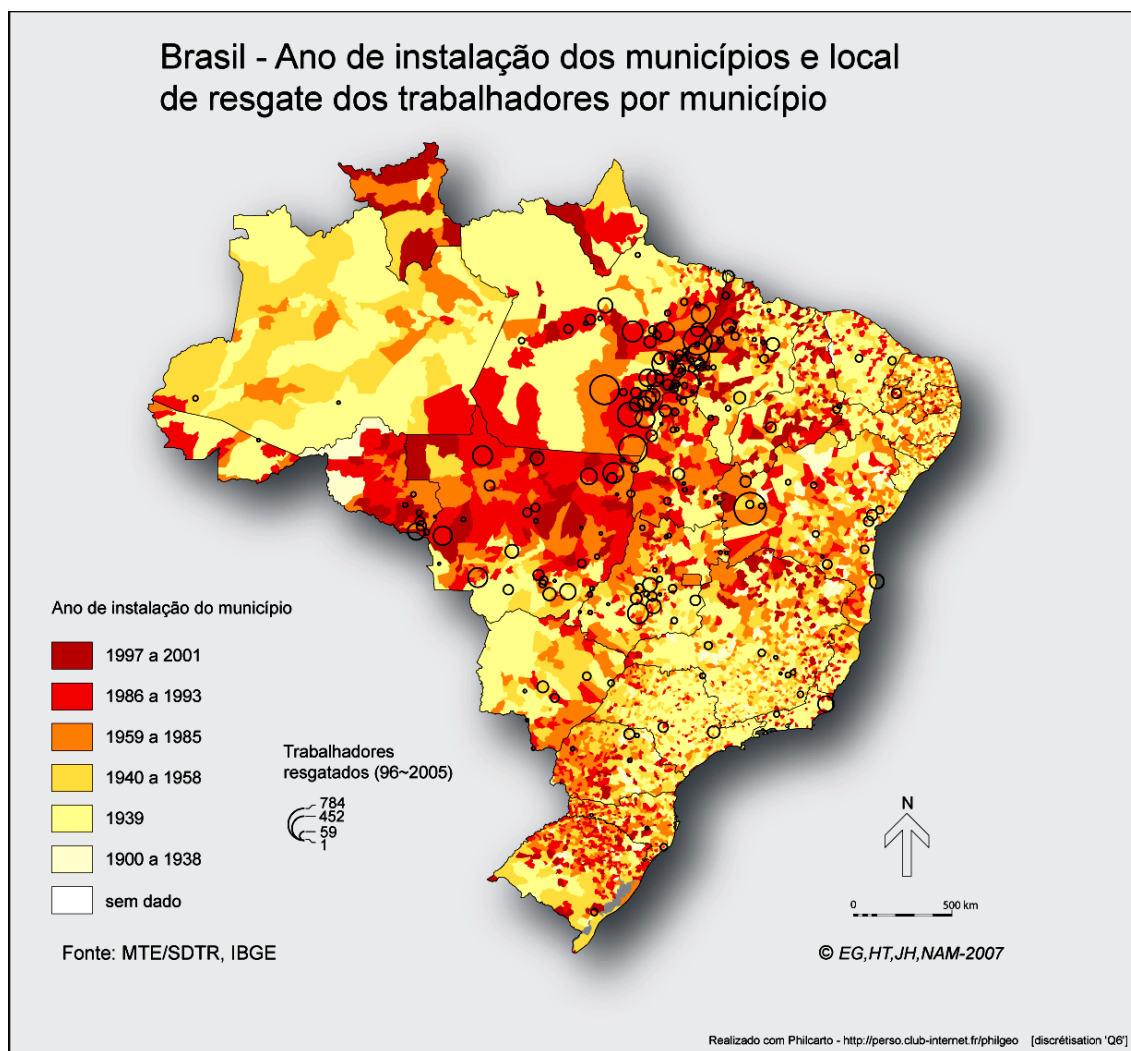 Brasil - Ano de instalação dos municípios e local
de resgate dos trabalhadores por município
Ano de instalação do município
1997 a 2001
1986 a 1993
1959 a 1985
1940 a 1958
1939
1900 a 1938
sem dado
Trabalhadores
resgatados (96~2005)
784
452
59
1
N
0 500 km
Fonte: MTE/SDTR, IBGE
© EG,HT,JH,NAM-2007
Realizado com Philcarto - http://perso.club-internet.fr/philgeo [discrétisation 'Q6']